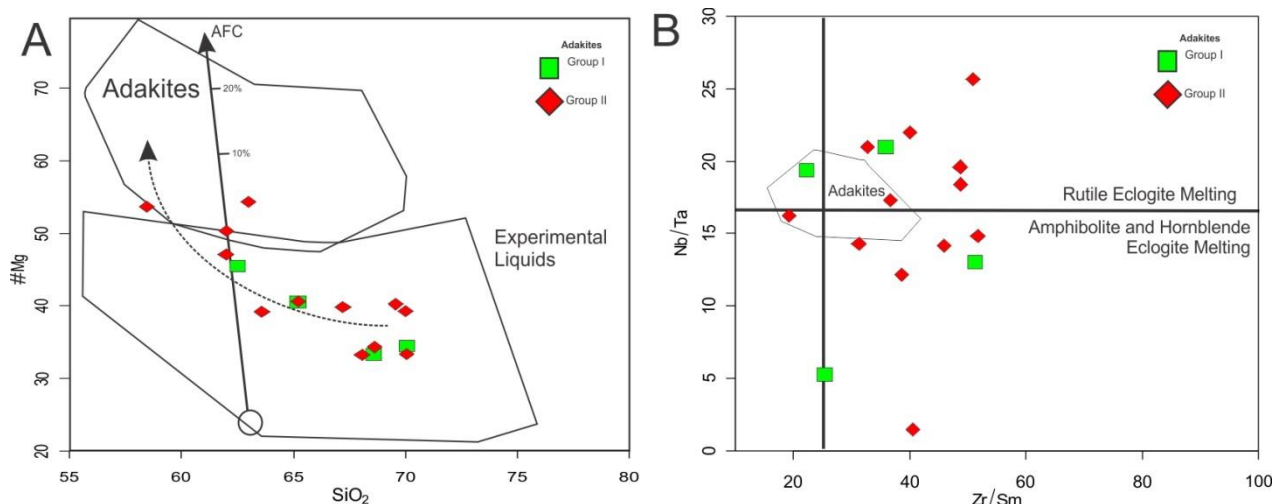 A
AFC
Adakites
20%
10%
Adakites
Group I
Group II
Experimental
Liquids
#Mg
70
60
50
40
30
20
55
60
65
70
75
80
SiO₂
B
Adakites
Group I
Group II
Adakites
Rutile Eclogite Melting
Amphibolite and Hornblende
Eclogite Melting
Nb/Ta
30
25
20
15
10
5
0
20
40
60
80
100
Zr/Sm